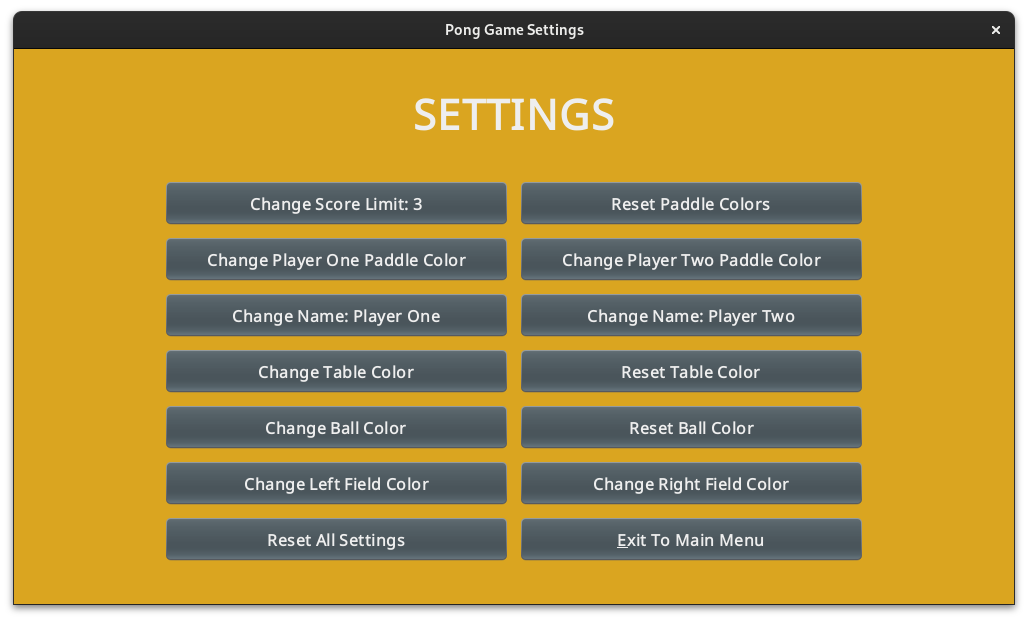 Pong Game Settings
SETTINGS
Change Score Limit: 3
Reset Paddle Colors
Change Player One Paddle Color
Change Player Two Paddle Color
Change Name: Player One
Change Name: Player Two
Change Table Color
Reset Table Color
Change Ball Color
Reset Ball Color
Change Left Field Color
Change Right Field Color
Reset All Settings
Exit To Main Menu